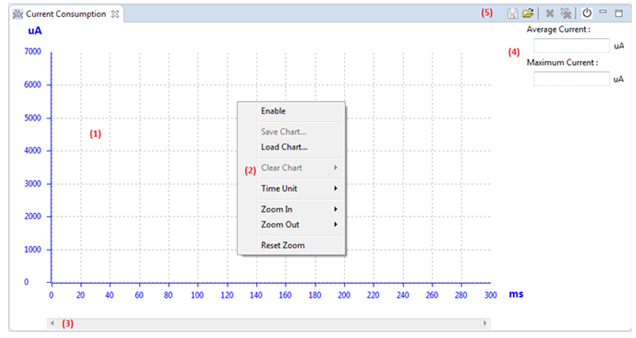 Current Consumption
(5)
uA
Average Current :
(4)
uA
Maximum Current :
uA
7000
6000
5000
4000
3000
2000
1000
0
(1)
Enable
Save Chart...
Load Chart...
(2)
Clear Chart
Time Unit
Zoom In
Zoom Out
Reset Zoom
0 20 40 60 80 100 120 140 160 180 200 220 240 260 280 300 ms
(3)